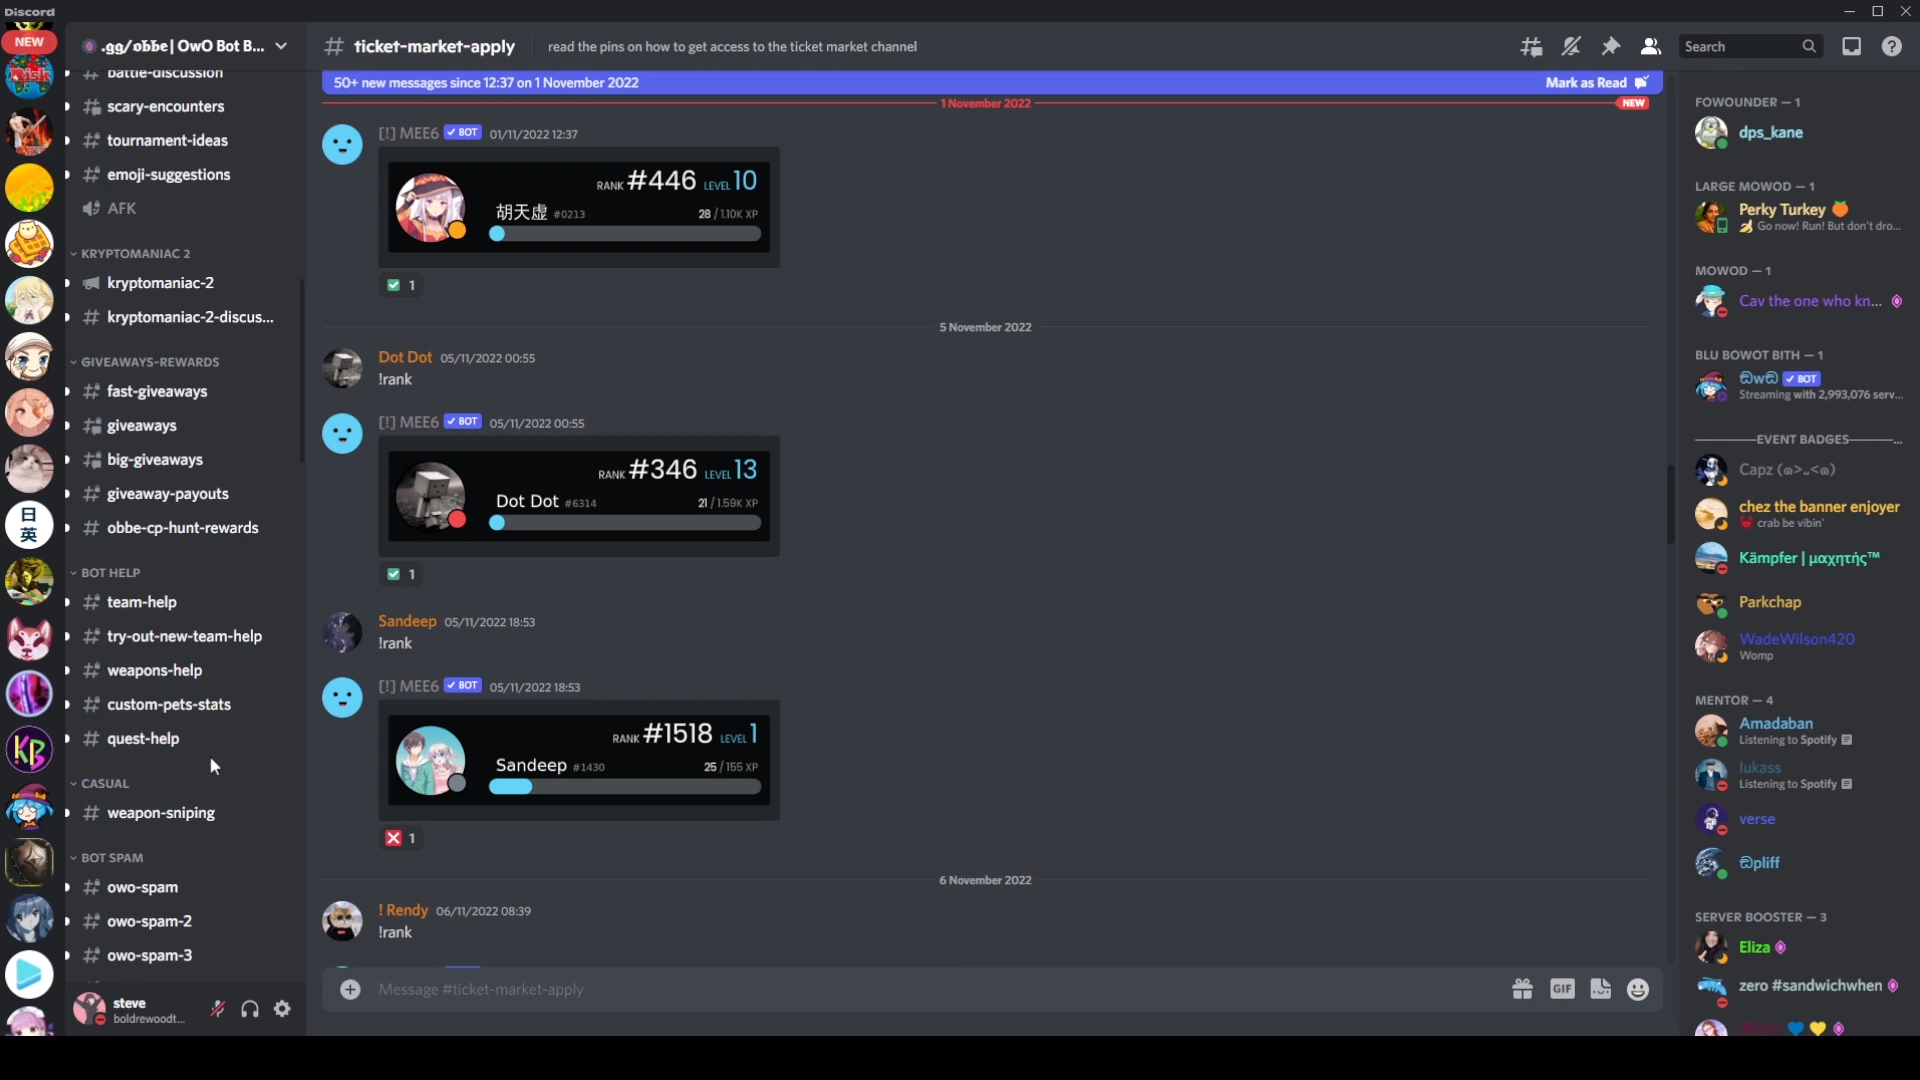 Discord
NEW
.gg/obbe | OwO Bot B...
battle-discussion
scary-encounters
tournament-ideas
emoji-suggestions
AFK
KRYPTOMANIAC 2
kryptomaniac-2
kryptomaniac-2-discus...
GIVEAWAYS-REWARDS
fast-giveaways
giveaways
big-giveaways
giveaway-payouts
obbe-cp-hunt-rewards
BOT HELP
team-help
try-out-new-team-help
weapons-help
custom-pets-stats
quest-help
CASUAL
weapon-sniping
BOT SPAM
owo-spam
owo-spam-2
owo-spam-3
steve
boldrewoodt...
日
英
KB
ticket-market-apply
read the pins on how to get access to the ticket market channel
Search
50+ new messages since 12:37 on 1 November 2022
Mark as Read
1 November 2022
NEW
[!] MEE6 ✓ BOT 01/11/2022 12:37
RANK #446 LEVEL 10
胡天虚 #0213
28 / 1.10K XP
1
5 November 2022
Dot Dot 05/11/2022 00:55
!rank
[!] MEE6 ✓ BOT 05/11/2022 00:55
RANK #346 LEVEL 13
Dot Dot #6314
21 / 1.59K XP
1
Sandeep 05/11/2022 18:53
!rank
[!] MEE6 ✓ BOT 05/11/2022 18:53
RANK #1518 LEVEL 1
Sandeep #1430
25 / 155 XP
1
6 November 2022
! Rendy 06/11/2022 08:39
!rank
Message #ticket-market-apply
GIF
FOWOUNDER — 1
dps_kane
LARGE MOWOD — 1
Perky Turkey
Go now! Run! But don't dro...
MOWOD — 1
Cav the one who kn...
BLU BOWOT BITH — 1
ඞwඞ ✓ BOT
Streaming with 2,993,076 serv...
————EVENT BADGES———...
Capz (๑>ᴗ<๑)
chez the banner enjoyer
crab be vibin'
Kämpfer | μαχητής™
Parkchap
WadeWilson420
Womp
MENTOR — 4
Amadaban
Listening to Spotify
lukass
Listening to Spotify
verse
ඞpliff
SERVER BOOSTER — 3
Eliza
zero #sandwichwhen